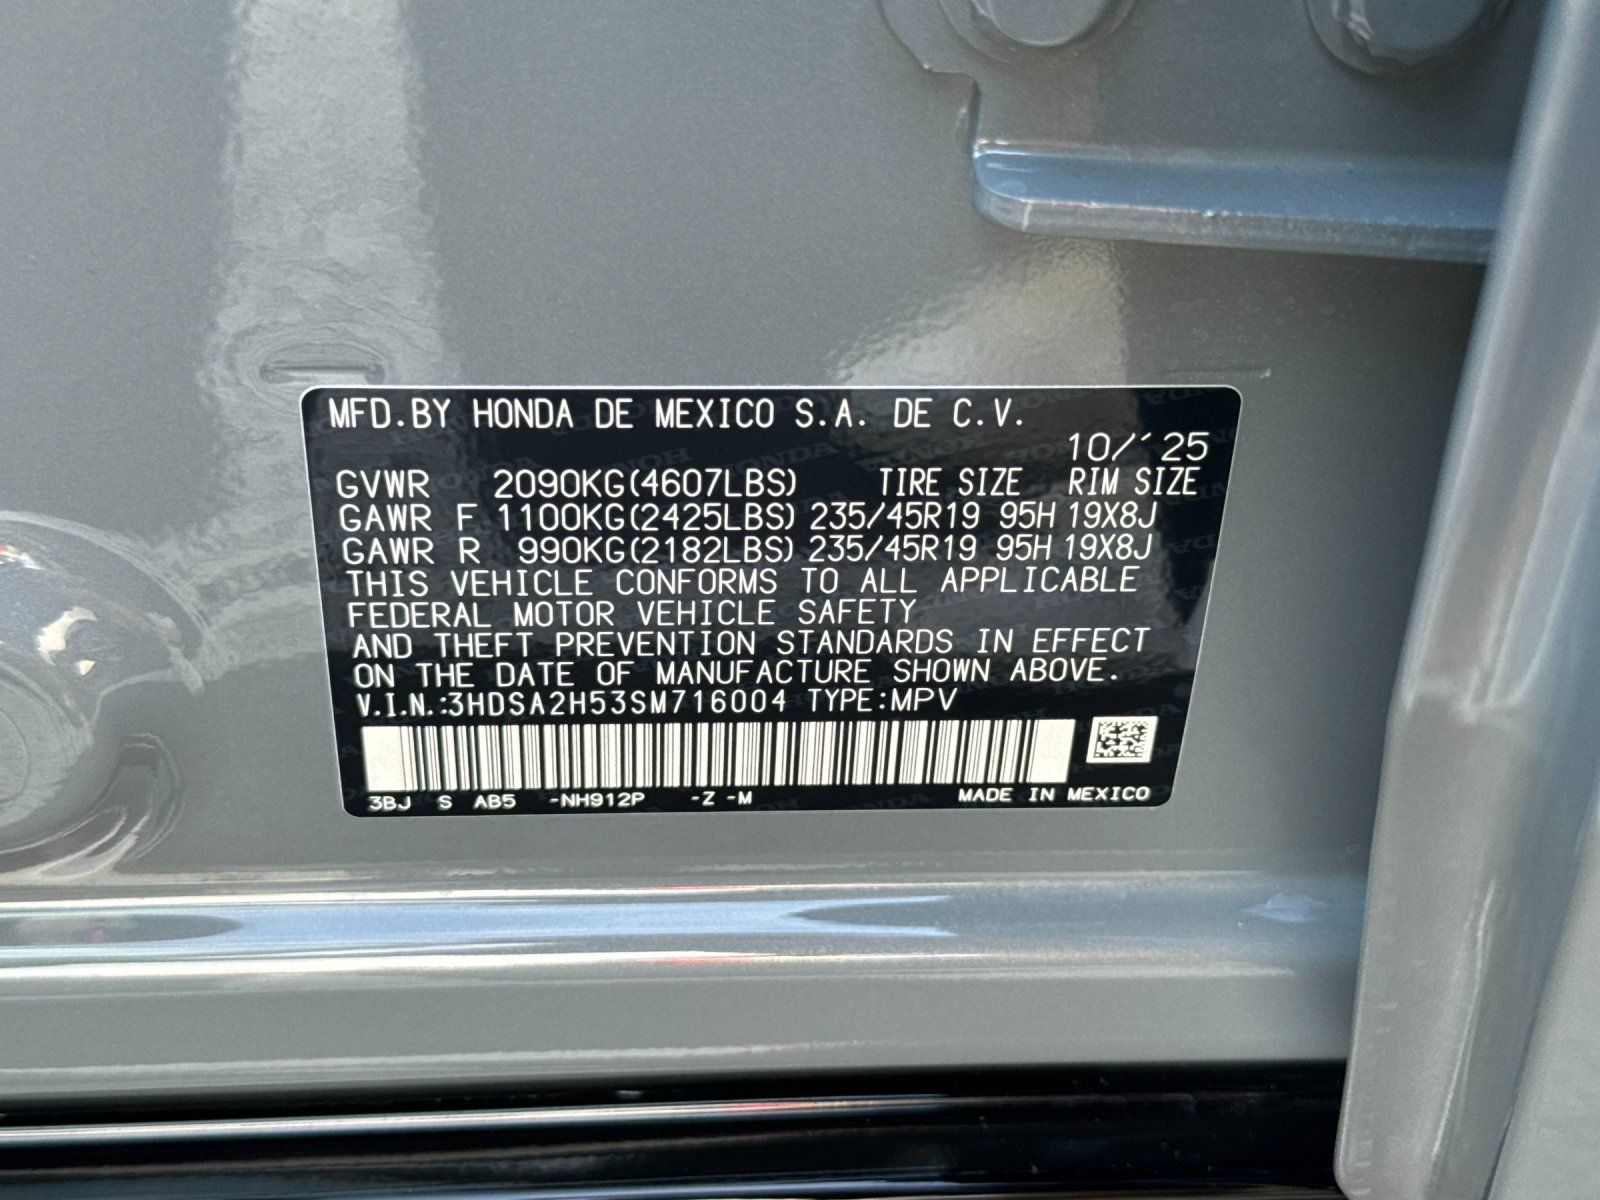 MFD.BY HONDA DE MEXICO S.A. DE C.V.
10/´25
GVWR 2090KG(4607LBS) TIRE SIZE RIM SIZE
GAWR F 1100KG(2425LBS) 235/45R19 95H 19X8J
GAWR R 990KG(2182LBS) 235/45R19 95H 19X8J
THIS VEHICLE CONFORMS TO ALL APPLICABLE
FEDERAL MOTOR VEHICLE SAFETY
AND THEFT PREVENTION STANDARDS IN EFFECT
ON THE DATE OF MANUFACTURE SHOWN ABOVE.
V.I.N.:3HDSA2H53SM716004 TYPE:MPV
3BJ S AB5 -NH912P -Z -M MADE IN MEXICO